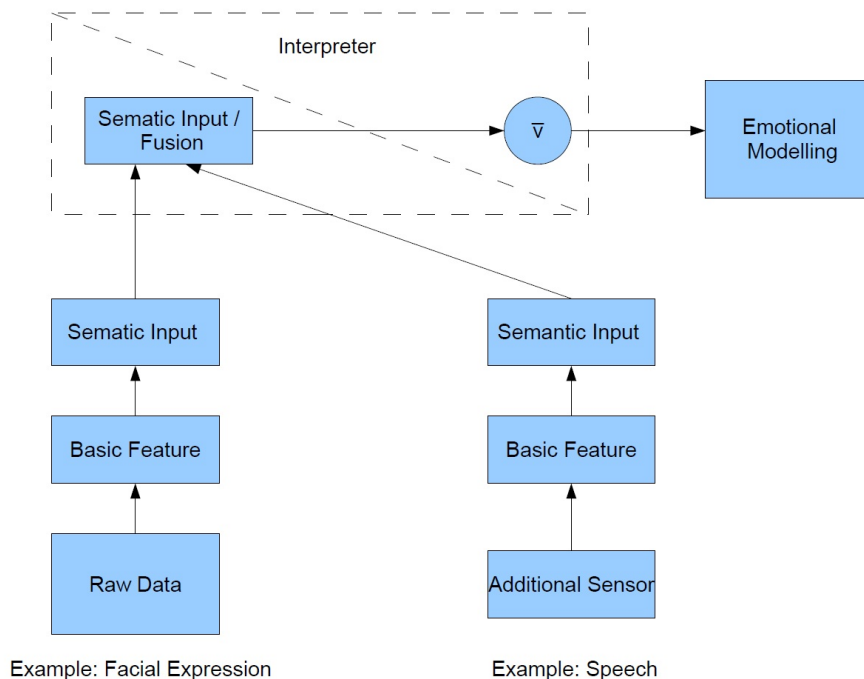 Interpreter
Sematic Input /
Fusion
v̅
Emotional
Modelling
Sematic Input
Semantic Input
Basic Feature
Basic Feature
Raw Data
Additional Sensor
Example: Facial Expression
Example: Speech